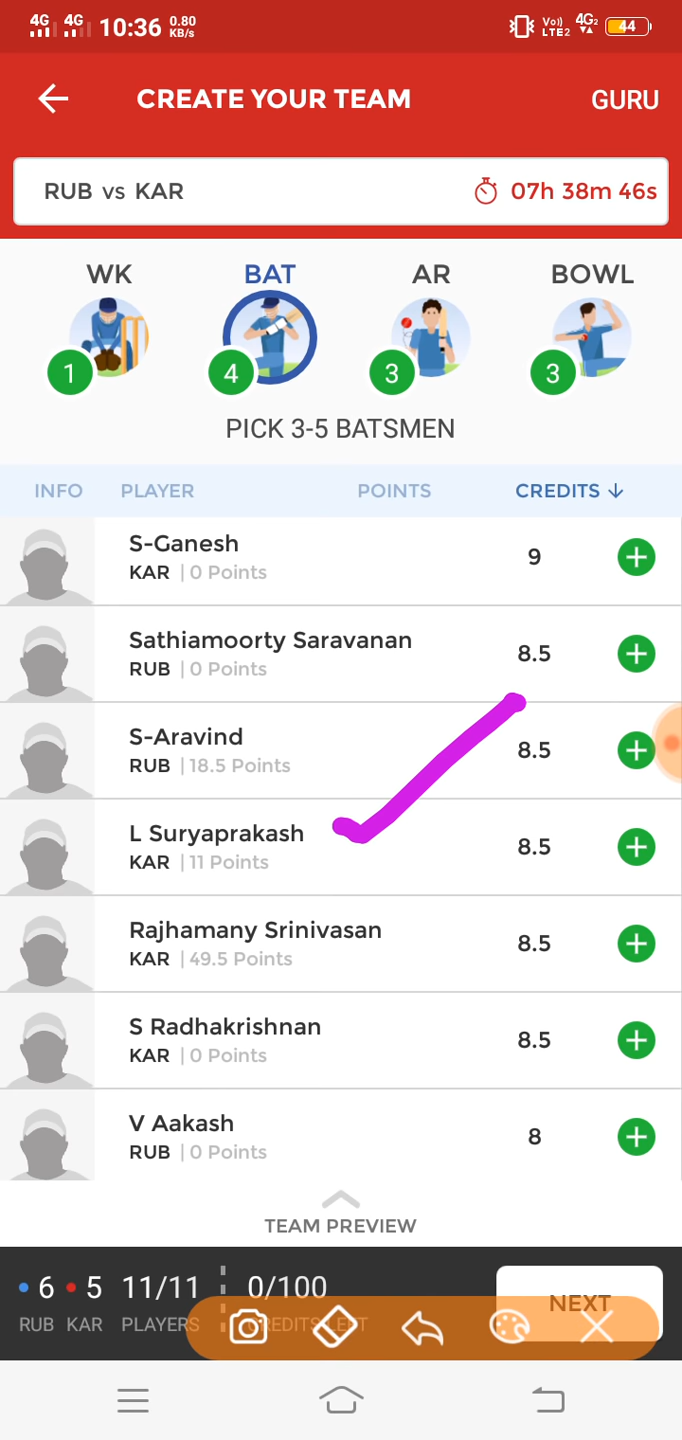 4G 4G 10:36 0.80 KB/s Vo)) LTE2 4G2 44
CREATE YOUR TEAM GURU
RUB vs KAR 07h 38m 46s
WK BAT AR BOWL
1 4 3 3
PICK 3-5 BATSMEN
INFO PLAYER POINTS CREDITS ↓
S-Ganesh
KAR | 0 Points 9
Sathiamoorty Saravanan
RUB | 0 Points 8.5
S-Aravind
RUB | 18.5 Points 8.5
L Suryaprakash
KAR | 11 Points 8.5
Rajhamany Srinivasan
KAR | 49.5 Points 8.5
S Radhakrishnan
KAR | 0 Points 8.5
V Aakash
RUB | 0 Points 8
TEAM PREVIEW
6 5 11/11 0/100 NEXT
RUB KAR PLAYERS CREDITS LEFT